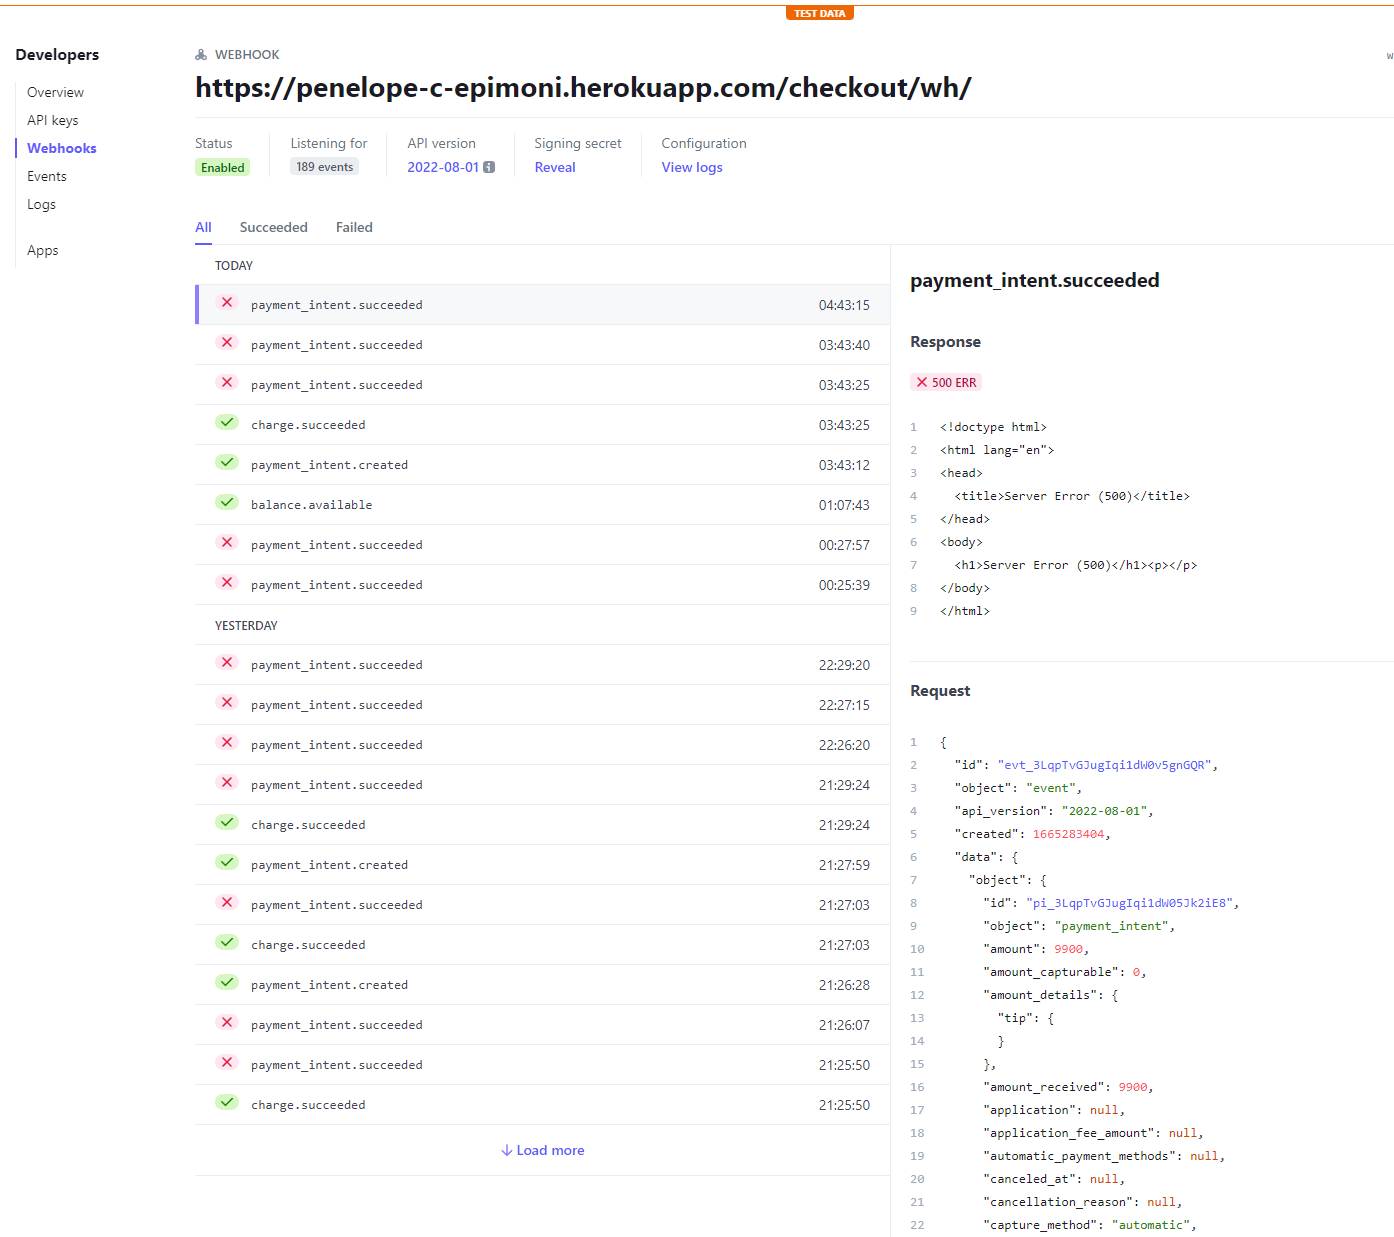 TEST DATA
Developers
Overview
API keys
Webhooks
Events
Logs
Apps
WEBHOOK
w
https://penelope-c-epimoni.herokuapp.com/checkout/wh/
Status
Enabled
Listening for
189 events
API version
2022-08-01
Signing secret
Reveal
Configuration
View logs
All Succeeded Failed
TODAY
payment_intent.succeeded 04:43:15
payment_intent.succeeded 03:43:40
payment_intent.succeeded 03:43:25
charge.succeeded 03:43:25
payment_intent.created 03:43:12
balance.available 01:07:43
payment_intent.succeeded 00:27:57
payment_intent.succeeded 00:25:39
YESTERDAY
payment_intent.succeeded 22:29:20
payment_intent.succeeded 22:27:15
payment_intent.succeeded 22:26:20
payment_intent.succeeded 21:29:24
charge.succeeded 21:29:24
payment_intent.created 21:27:59
payment_intent.succeeded 21:27:03
charge.succeeded 21:27:03
payment_intent.created 21:26:28
payment_intent.succeeded 21:26:07
payment_intent.succeeded 21:25:50
charge.succeeded 21:25:50
Load more
payment_intent.succeeded
Response
500 ERR
1 <!doctype html>
2 <html lang="en">
3 <head>
4 <title>Server Error (500)</title>
5 </head>
6 <body>
7 <h1>Server Error (500)</h1><p></p>
8 </body>
9 </html>
Request
1 {
2 "id": "evt_3LqpTvGJugIqi1dW0v5gnGQR",
3 "object": "event",
4 "api_version": "2022-08-01",
5 "created": 1665283404,
6 "data": {
7 "object": {
8 "id": "pi_3LqpTvGJugIqi1dW05Jk2iE8",
9 "object": "payment_intent",
10 "amount": 9900,
11 "amount_capturable": 0,
12 "amount_details": {
13 "tip": {
14 }
15 },
16 "amount_received": 9900,
17 "application": null,
18 "application_fee_amount": null,
19 "automatic_payment_methods": null,
20 "canceled_at": null,
21 "cancellation_reason": null,
22 "capture_method": "automatic",